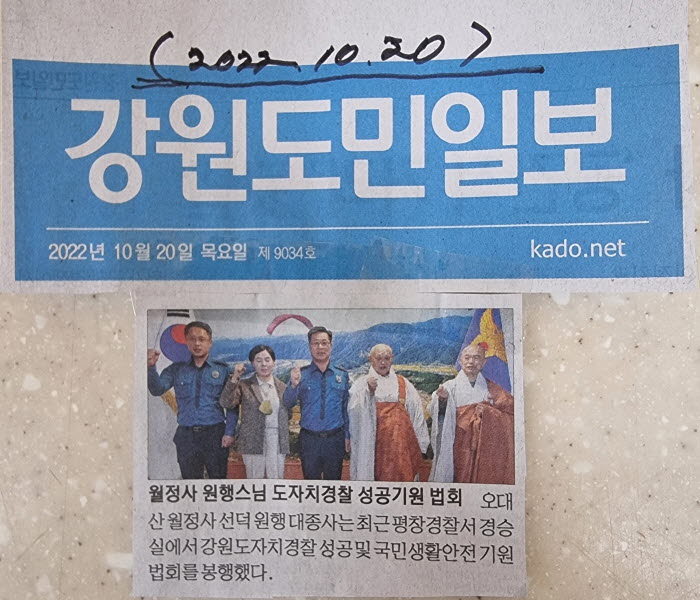 (2022. 10. 20)
강원도민일보
2022년 10월 20일 목요일 제 9034호
kado.net
월정사 원행스님 도자치경찰 성공기원 법회 오대
산 월정사 선덕 원행 대종사는 최근 평창경찰서 경승
실에서 강원도자치경찰 성공 및 국민생활안전 기원
법회를 봉행했다.